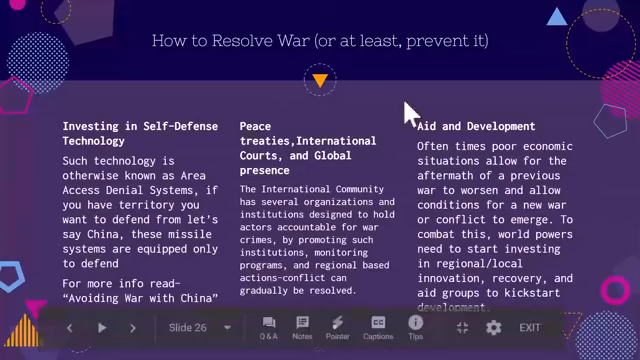 How to Resolve War (or at least, prevent it)
Investing in Self-Defense
Technology
Such technology is
otherwise known as Area
Access Denial Systems, if
you have territory you
want to defend from let's
say China, these missile
systems are equipped only
to defend
For more info read-
"Avoiding War with China"
Peace
treaties,International
Courts, and Global
presence
The International Community
has several organizations and
institutions designed to hold
actors accountable for war
crimes, by promoting such
institutions, monitoring
programs, and regional based
actions-conflict can
gradually be resolved.
Aid and Development
Often times poor economic
situations allow for the
aftermath of a previous
war to worsen and allow
conditions for a new war
or conflict to emerge. To
combat this, world powers
need to start investing
in regional/local
innovation, recovery, and
aid groups to kickstart
development.
Slide 26
Q & A
Notes
Pointer
Captions
Tips
EXIT